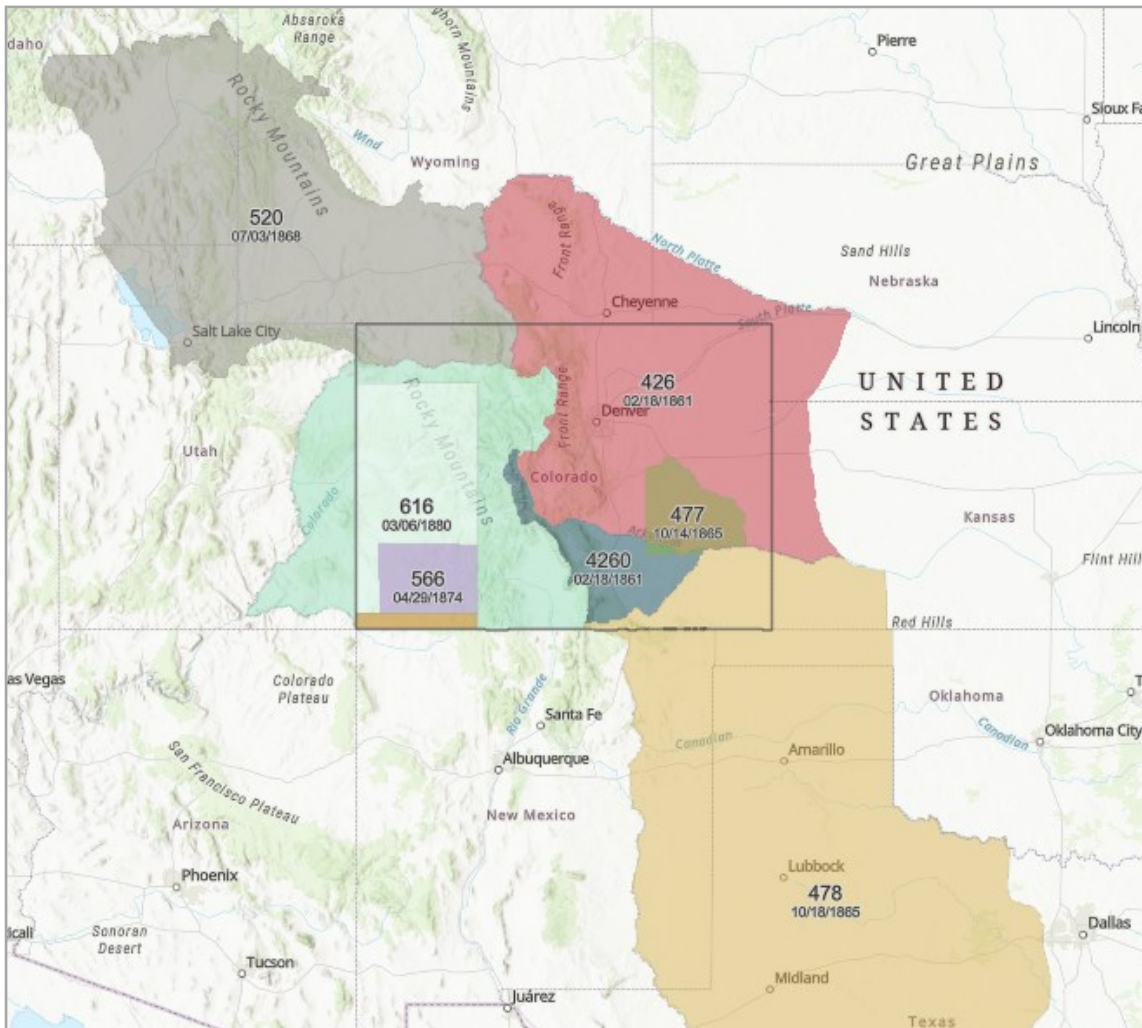 Absaroka
Range
ghorn Mountains
daho
Pierre
Sioux Fa
Rocky Mountains
Wind
Wyoming
Great Plains
520
07/03/1868
Front Range
North Platte
Sand Hills
Nebraska
Cheyenne
South Platte
Salt Lake City
Lincoln
426
02/18/1861
UNITED
STATES
Rocky Mountains
Front Range
Denver
Utah
Colorado
Colorado
616
03/06/1880
477
10/14/1865
Kansas
4260
02/18/1861
Flint Hill
566
04/29/1874
Red Hills
as Vegas
Colorado
Plateau
Rio Grande
Santa Fe
Oklahoma
T
Canadian
Canadian
Oklahoma City
San Francisco Plateau
Albuquerque
Amarillo
New Mexico
Arizona
Phoenix
Lubbock
478
10/18/1865
Dallas
icali
Sonoran
Desert
Tucson
Midland
Juárez
Texas